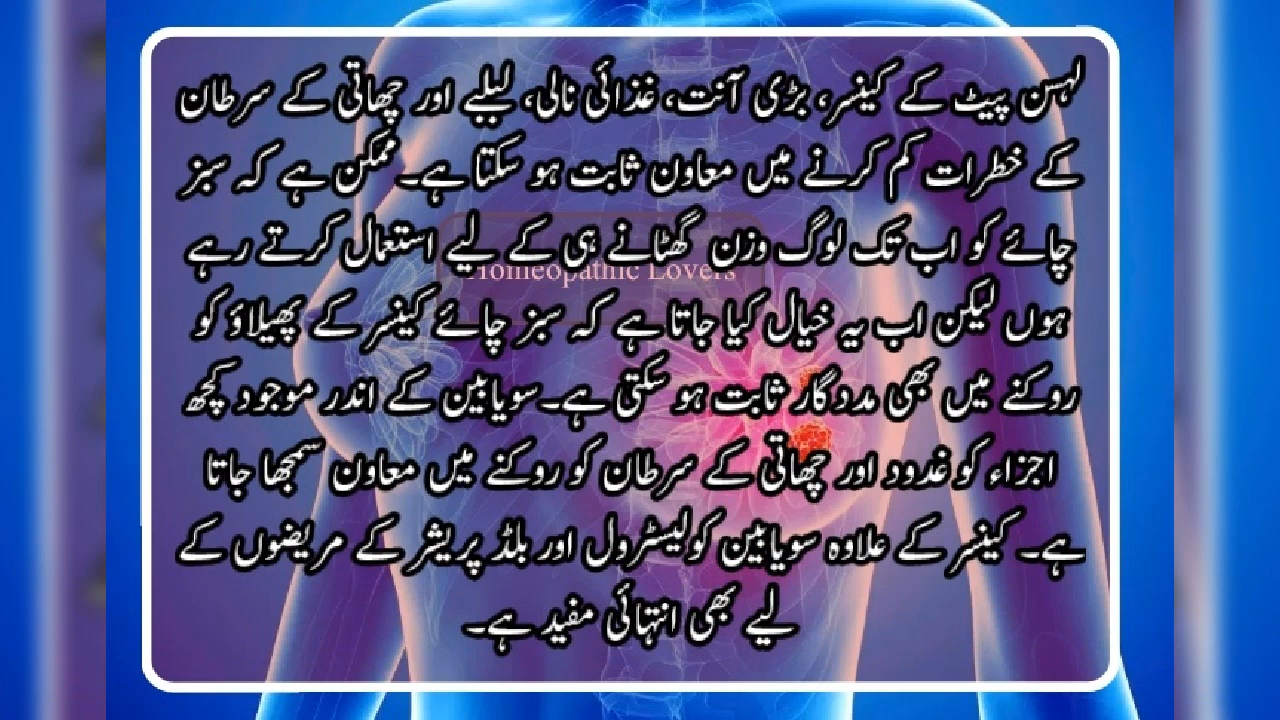 لہسن پیٹ کے کینسر، بڑی آنت، غذائی نالی، لبلبے اور چھاتی کے سرطان
کے خطرات کم کرنے میں معاون ثابت ہو سکتا ہے۔ ممکن ہے کہ سبز
چائے کو اب تک لوگ وزن گھٹانے ہی کے لیے استعمال کرتے رہے
Homeopathic Lovers
ہوں لیکن اب یہ خیال کیا جاتا ہے کہ سبز چائے کینسر کے پھیلاؤ کو
روکنے میں بھی مددگار ثابت ہو سکتی ہے۔ سویابین کے اندر موجود کچھ
اجزاء کو غدود اور چھاتی کے سرطان کو روکنے میں معاون سمجھا جاتا
ہے۔ کینسر کے علاوہ سویابین کولیسٹرول اور بلڈ پریشر کے مریضوں کے
لیے بھی انتہائی مفید ہے۔